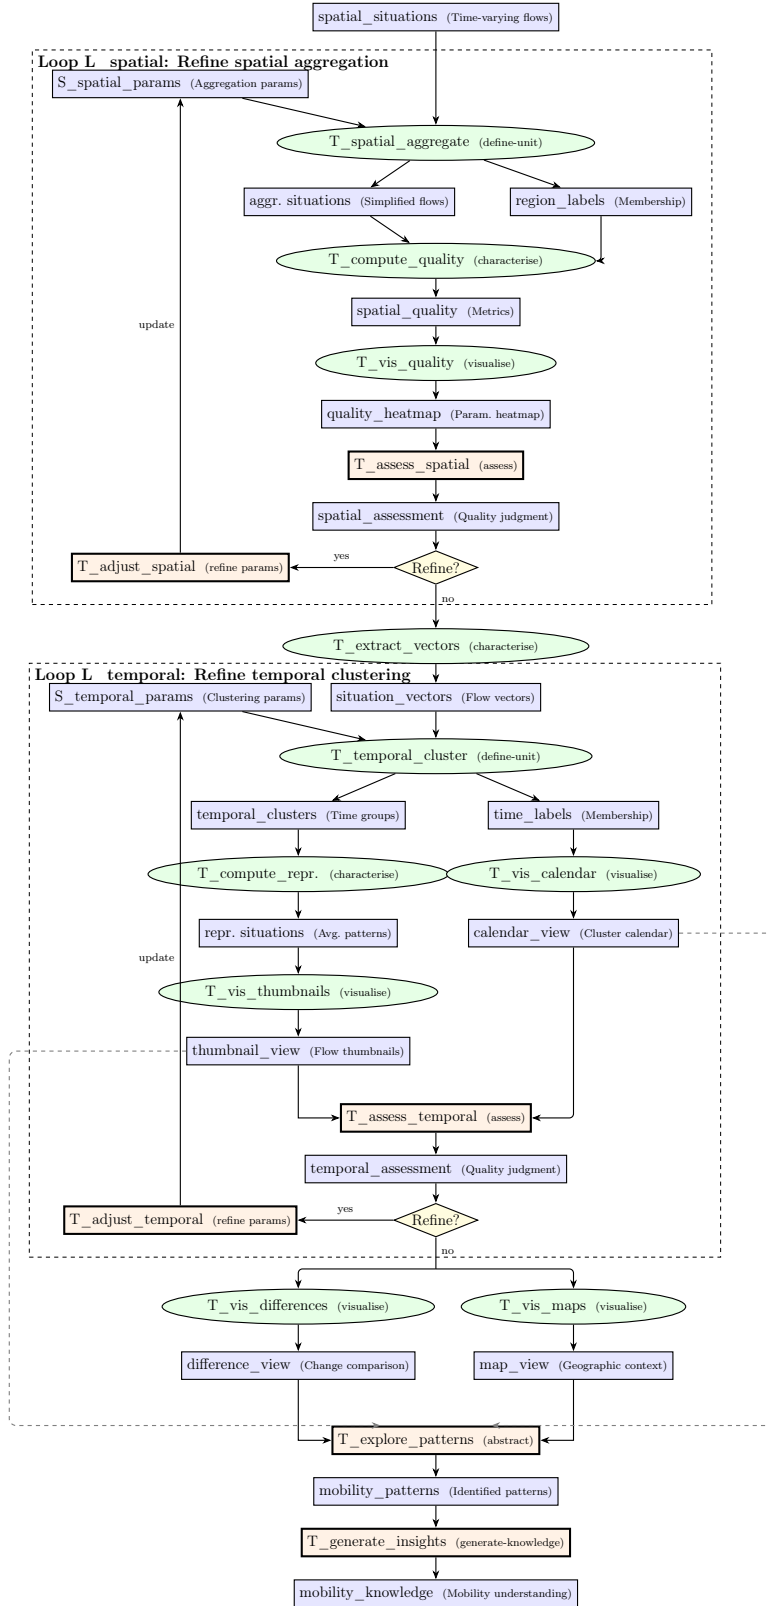 spatial_situations (Time-varying flows)
Loop L_spatial: Refine spatial aggregation
S_spatial_params (Aggregation params)
T_spatial_aggregate (define-unit)
aggr. situations (Simplified flows)
region_labels (Membership)
T_compute_quality (characterise)
spatial_quality (Metrics)
update
T_vis_quality (visualise)
quality_heatmap (Param. heatmap)
T_assess_spatial (assess)
spatial_assessment (Quality judgment)
T_adjust_spatial (refine params)
yes
Refine?
no
T_extract_vectors (characterise)
Loop L_temporal: Refine temporal clustering
S_temporal_params (Clustering params)
situation_vectors (Flow vectors)
T_temporal_cluster (define-unit)
temporal_clusters (Time groups)
time_labels (Membership)
T_compute_repr. (characterise)
T_vis_calendar (visualise)
repr. situations (Avg. patterns)
calendar_view (Cluster calendar)
update
T_vis_thumbnails (visualise)
thumbnail_view (Flow thumbnails)
T_assess_temporal (assess)
temporal_assessment (Quality judgment)
T_adjust_temporal (refine params)
yes
Refine?
no
T_vis_differences (visualise)
T_vis_maps (visualise)
difference_view (Change comparison)
map_view (Geographic context)
T_explore_patterns (abstract)
mobility_patterns (Identified patterns)
T_generate_insights (generate-knowledge)
mobility_knowledge (Mobility understanding)